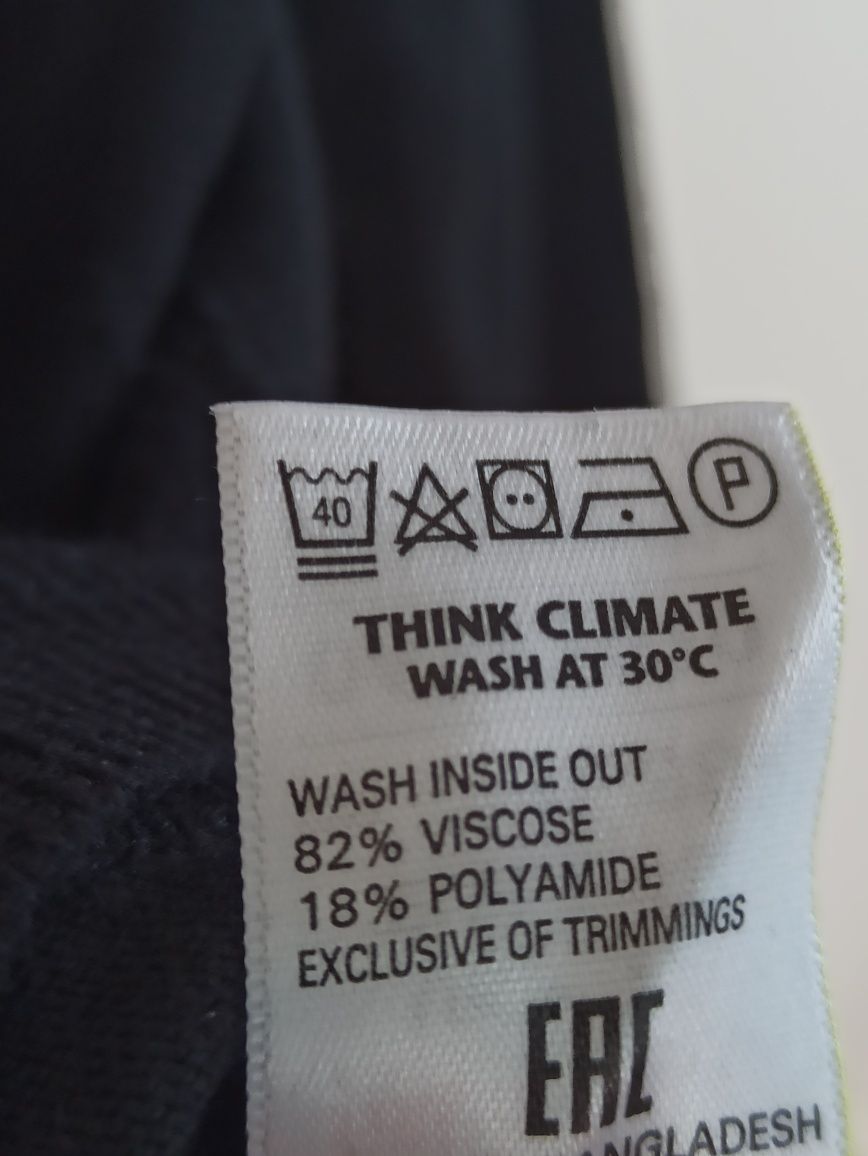 40 P
THINK CLIMATE
WASH AT 30°C
WASH INSIDE OUT
82% VISCOSE
18% POLYAMIDE
EXCLUSIVE OF TRIMMINGS
EAC